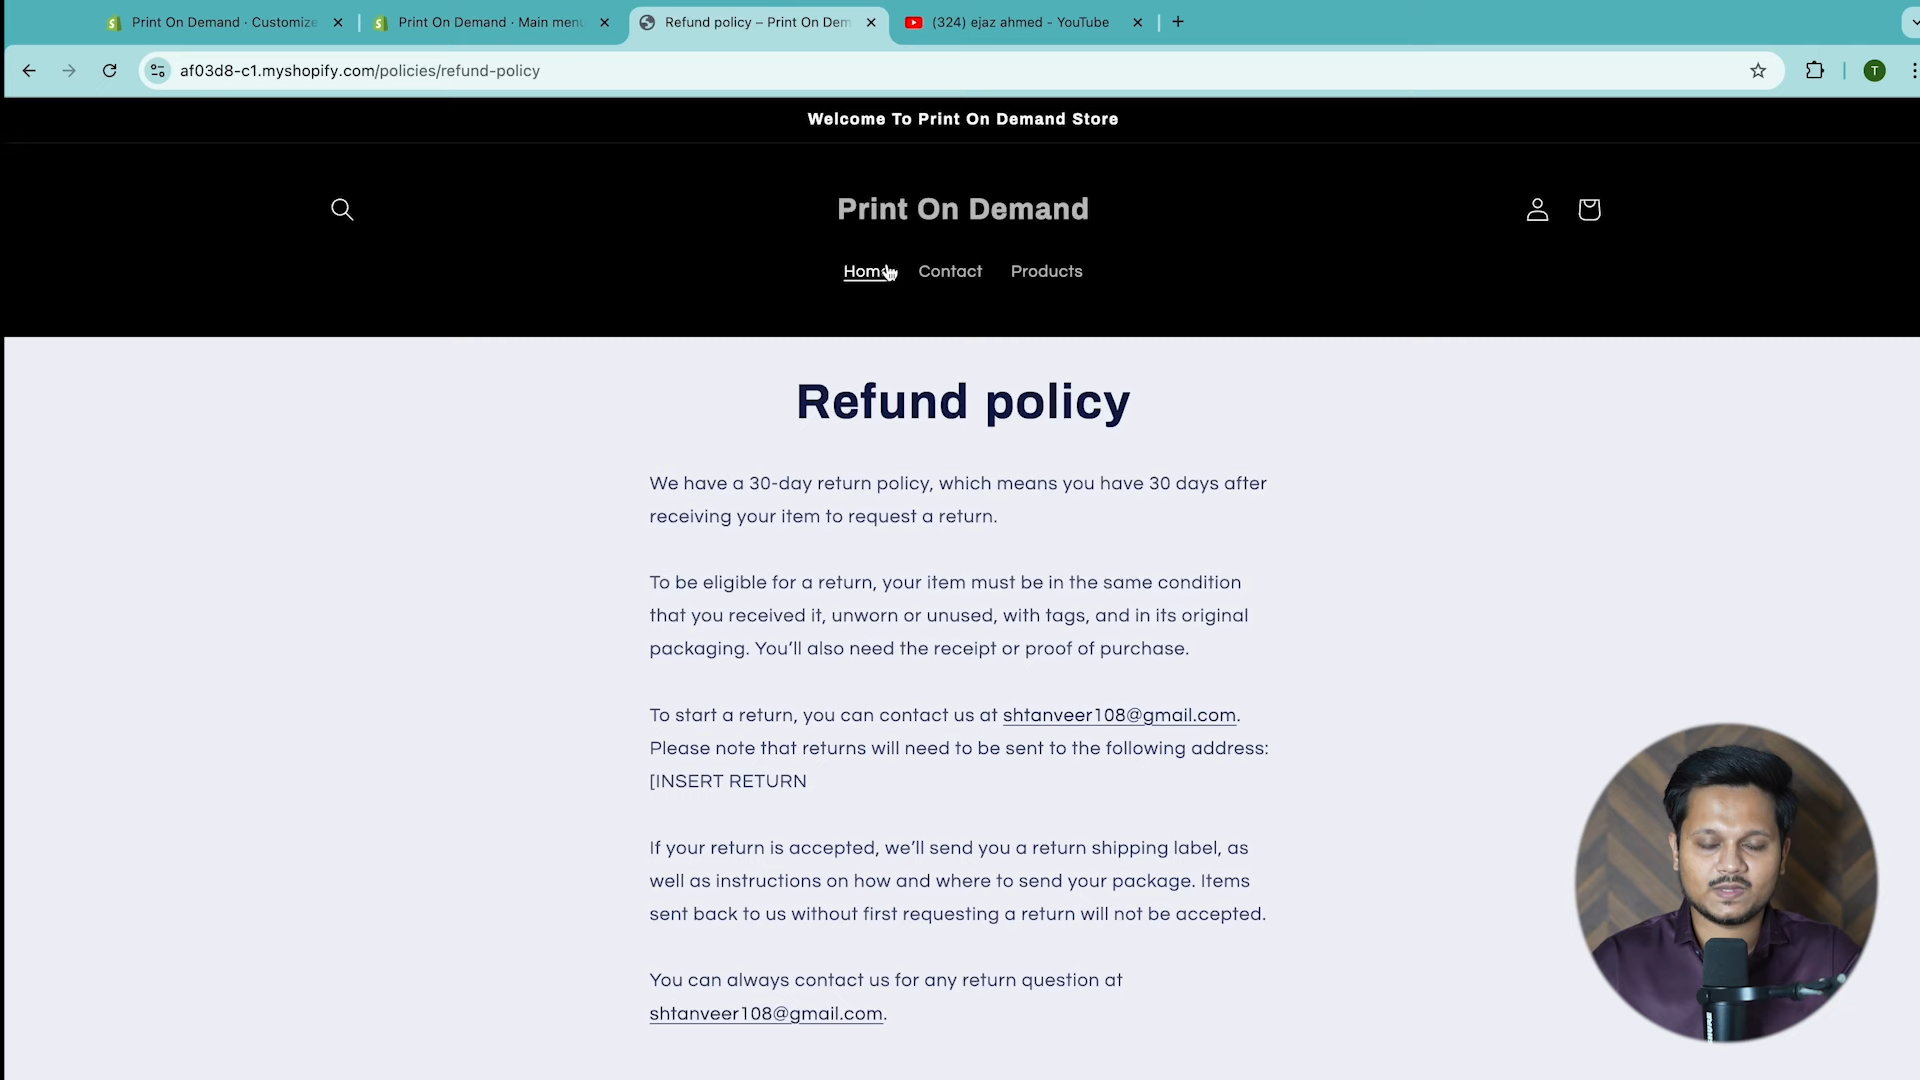 Print On Demand · Customize
Print On Demand · Main men
Refund policy – Print On Dem
(324) ejaz ahmed - YouTube
af03d8-c1.myshopify.com/policies/refund-policy
T
Welcome To Print On Demand Store
Print On Demand
Home Contact Products
Refund policy
We have a 30-day return policy, which means you have 30 days after
receiving your item to request a return.
To be eligible for a return, your item must be in the same condition
that you received it, unworn or unused, with tags, and in its original
packaging. You’ll also need the receipt or proof of purchase.
To start a return, you can contact us at shtanveer108@gmail.com.
Please note that returns will need to be sent to the following address:
[INSERT RETURN
If your return is accepted, we’ll send you a return shipping label, as
well as instructions on how and where to send your package. Items
sent back to us without first requesting a return will not be accepted.
You can always contact us for any return question at
shtanveer108@gmail.com.